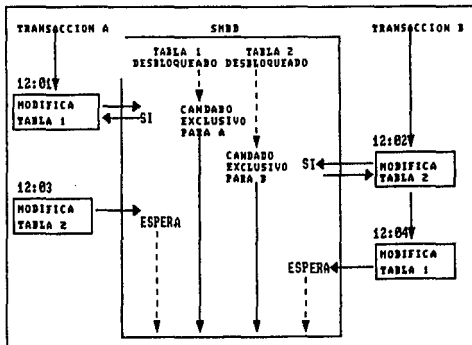 TRANSACCION A
SMBD
TRANSACCION B
TABLA 1
DESBLOQUEADO
TABLA 2
DESBLOQUEADO
12:01
MODIFICA
TABLA 1
SI
CANDADO
EXCLUSIVO
PARA A
12:02
MODIFICA
TABLA 2
SI
CANDADO
EXCLUSIVO
PARA B
12:03
MODIFICA
TABLA 2
ESPERA
12:04
MODIFICA
TABLA 1
ESPERA